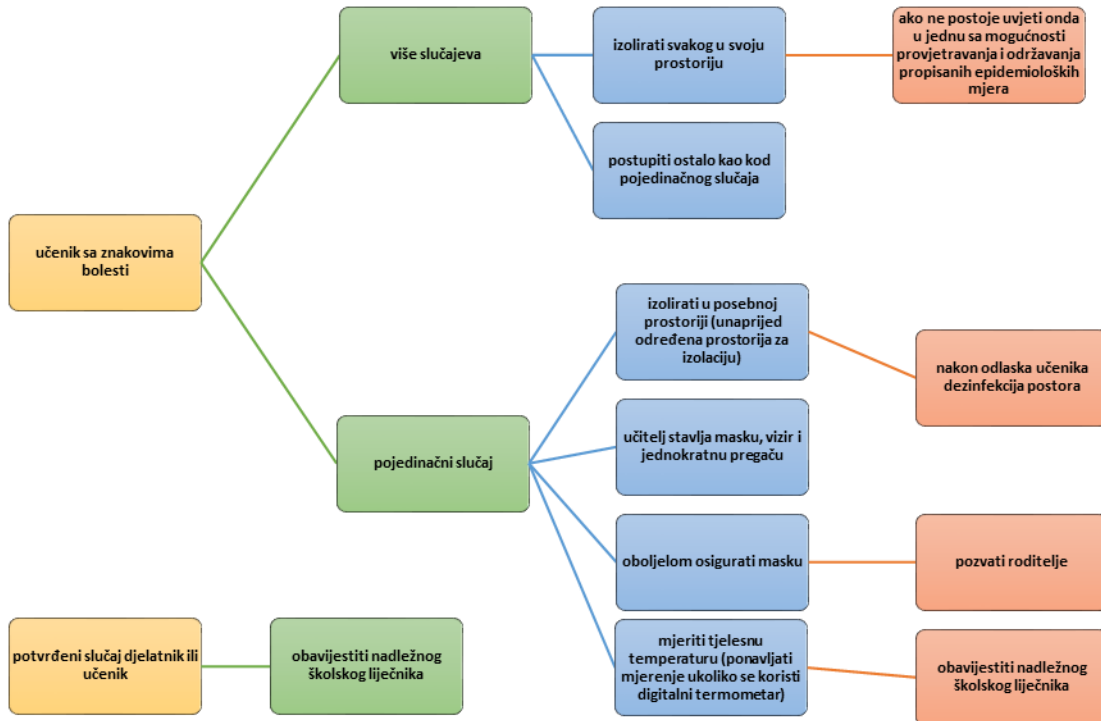 više slučajeva
izolirati svakog u svoju
prostoriju
ako ne postoje uvjeti onda
u jednu sa mogućnosti
provjetravanja i održavanja
propisanih epidemioloških
mjera
postupiti ostalo kao kod
pojedinačnog slučaja
učenik sa znakovima
bolesti
izolirati u posebnoj
prostoriji (unaprijed
određena prostorija za
izolaciju)
nakon odlaska učenika
dezinfekcija postora
pojedinačni slučaj
učitelj stavlja masku, vizir i
jednokratnu pregaču
oboljelom osigurati masku
pozvati roditelje
mjeriti tjelesnu
temperaturu (ponavljati
mjerenje ukoliko se koristi
digitalni termometar)
obavijestiti nadležnog
školskog liječnika
potvrđeni slučaj djelatnik ili
učenik
obavijestiti nadležnog
školskog liječnika